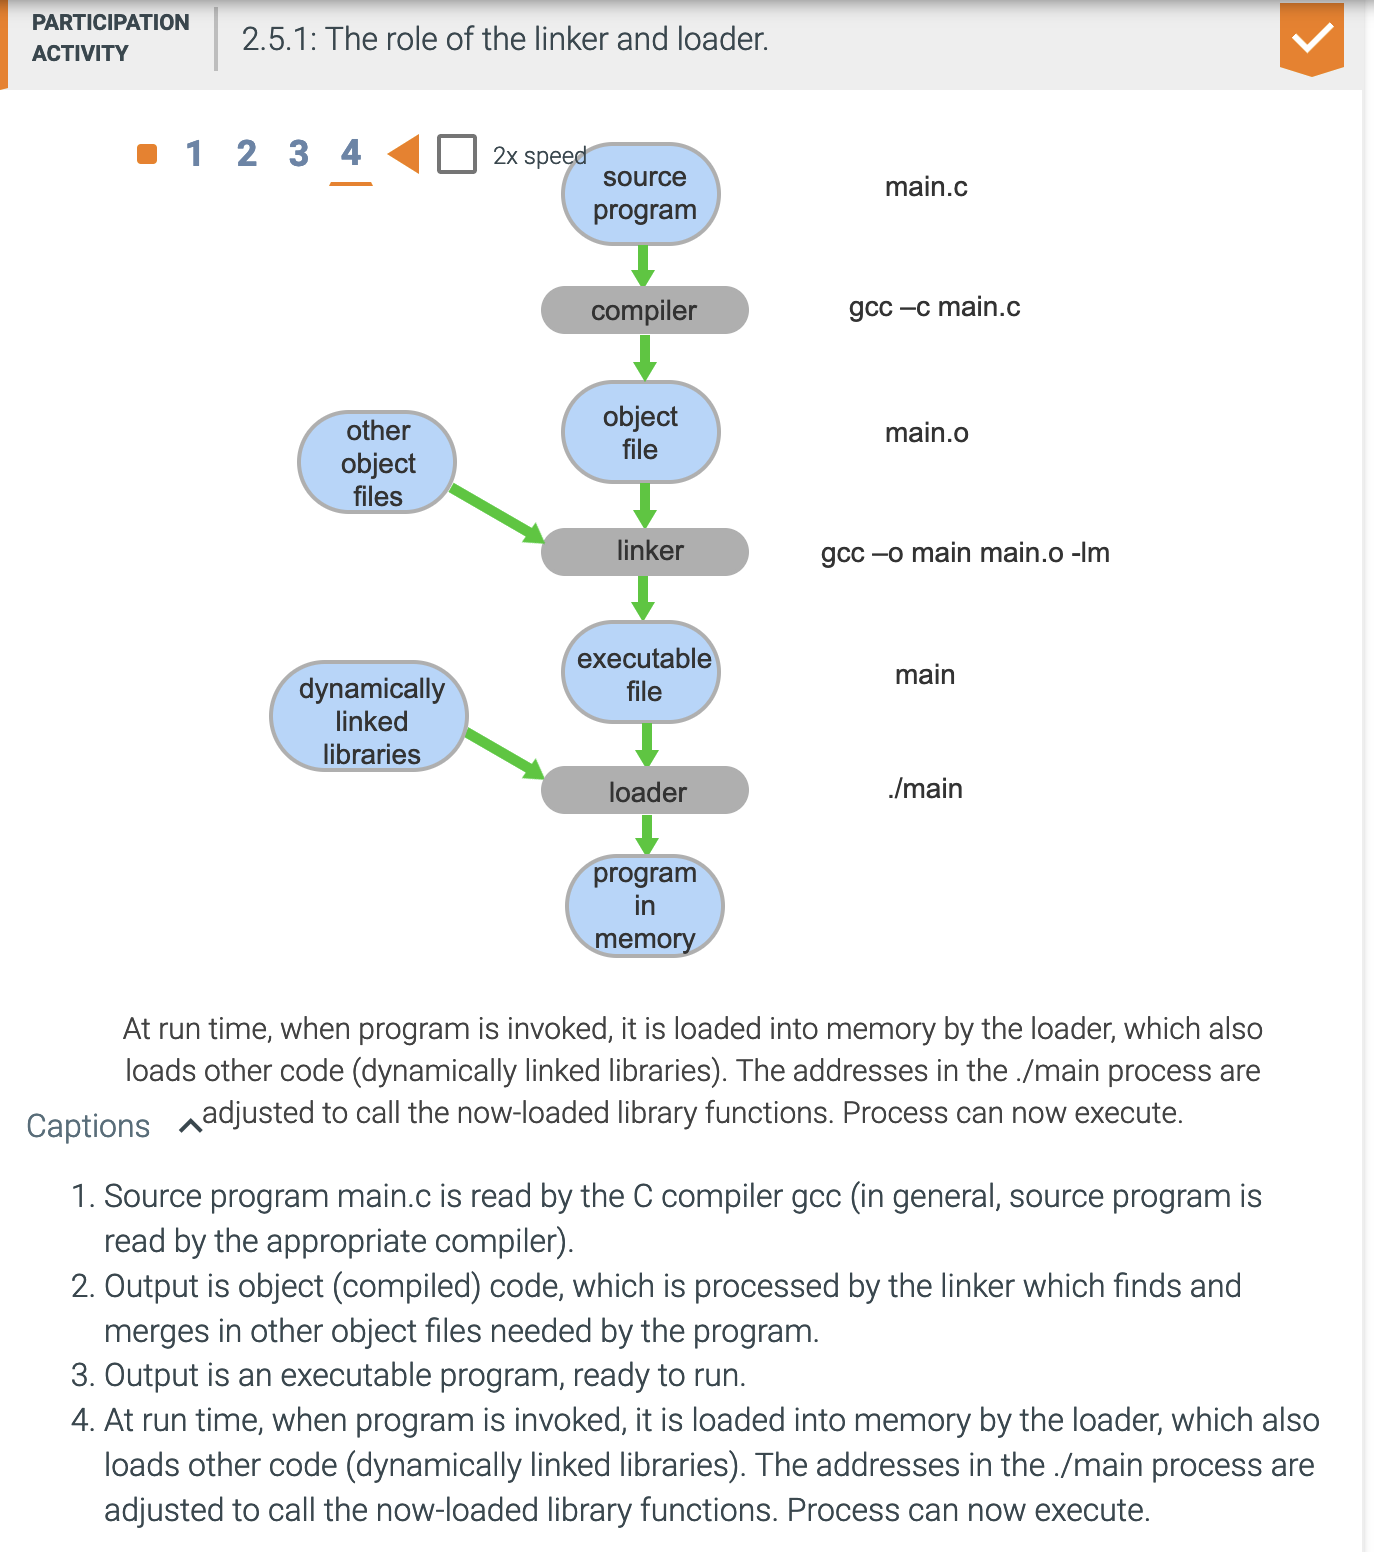 PARTICIPATION
ACTIVITY
2.5.1: The role of the linker and loader.
1 2 3 4 2x speed
source
program
main.c
compiler
gcc –c main.c
object
file
main.o
other
object
files
linker
gcc –o main main.o -lm
executable
file
main
dynamically
linked
libraries
loader
./main
program
in
memory
At run time, when program is invoked, it is loaded into memory by the loader, which also
loads other code (dynamically linked libraries). The addresses in the ./main process are
adjusted to call the now-loaded library functions. Process can now execute.
Captions
1. Source program main.c is read by the C compiler gcc (in general, source program is
read by the appropriate compiler).
2. Output is object (compiled) code, which is processed by the linker which finds and
merges in other object files needed by the program.
3. Output is an executable program, ready to run.
4. At run time, when program is invoked, it is loaded into memory by the loader, which also
loads other code (dynamically linked libraries). The addresses in the ./main process are
adjusted to call the now-loaded library functions. Process can now execute.